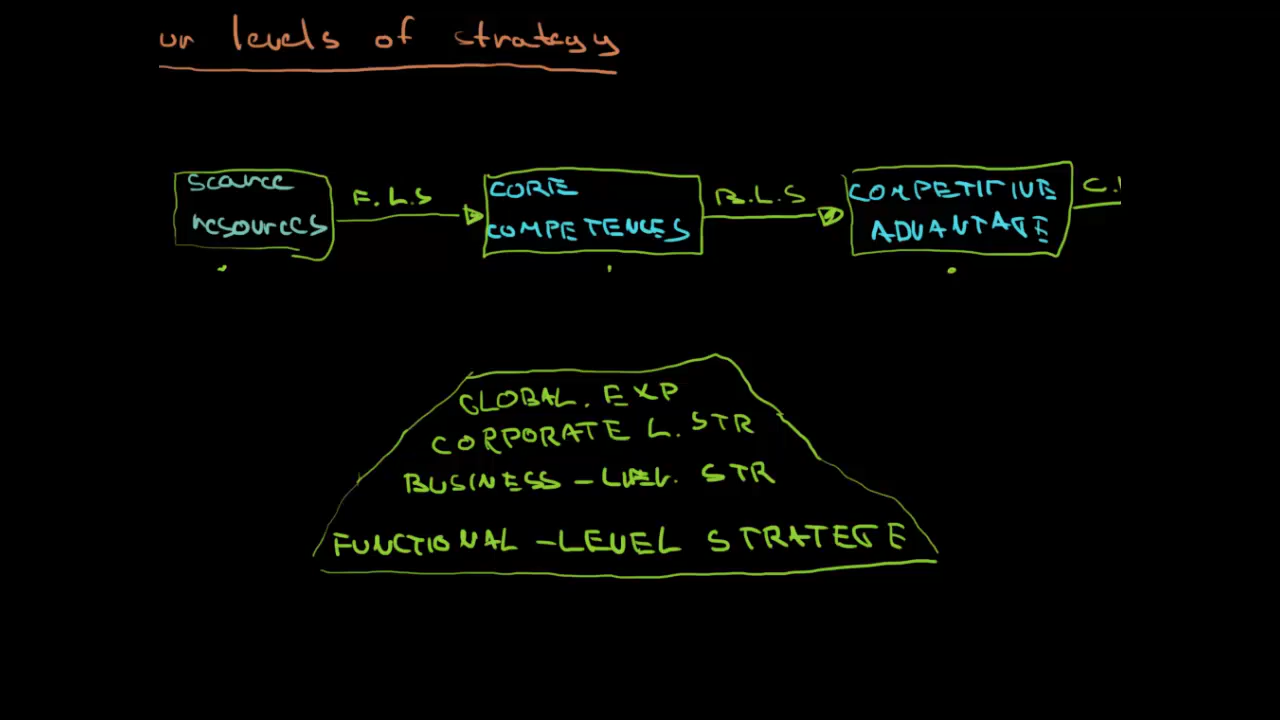 ur levels of strategy
scarce
resources
F.L.S
CORE
COMPETENCES
B.L.S
COMPETITIVE
ADVANTAGE
C.
GLOBAL. EXP
CORPORATE L. STR
BUSINESS - LVEL. STR
FUNCTIONAL - LEVEL STRATEGE